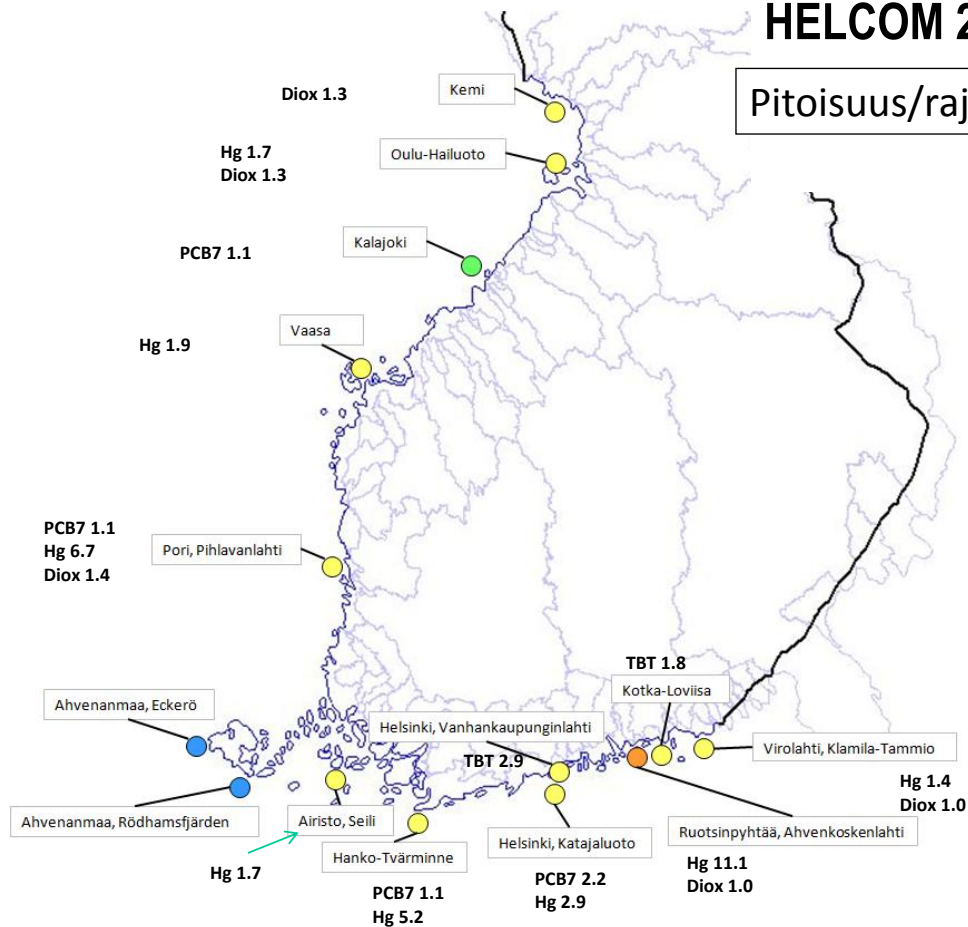 HELCOM 2
Pitoisuus/raj
Diox 1.3
Kemi
Hg 1.7
Diox 1.3
Oulu-Hailuoto
PCB7 1.1
Kalajoki
Hg 1.9
Vaasa
PCB7 1.1
Hg 6.7
Diox 1.4
Pori, Pihlavanlahti
TBT 1.8
Kotka-Loviisa
Ahvenanmaa, Eckerö
Helsinki, Vanhankaupunginlahti
TBT 2.9
Virolahti, Klamila-Tammio
Hg 1.4
Diox 1.0
Ahvenanmaa, Rödhamsfjärden
Airisto, Seili
Hg 1.7
Hanko-Tvärminne
PCB7 1.1
Hg 5.2
Helsinki, Katajaluoto
PCB7 2.2
Hg 2.9
Ruotsinpyhtää, Ahvenkoskenlahti
Hg 11.1
Diox 1.0